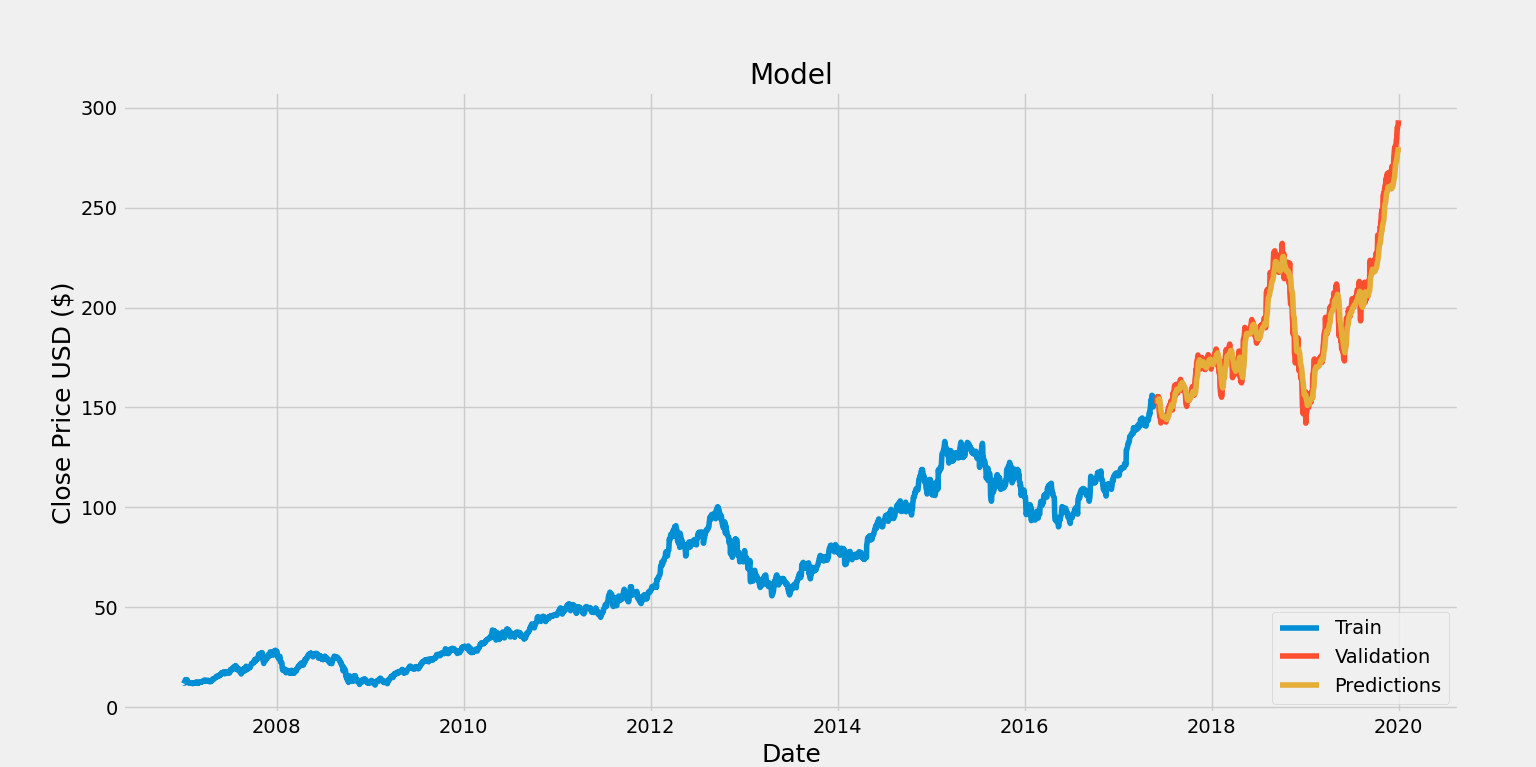 Model
Close Price USD ($)
300
250
200
150
100
50
0
2008 2010 2012 2014 2016 2018 2020
Date
Train
Validation
Predictions